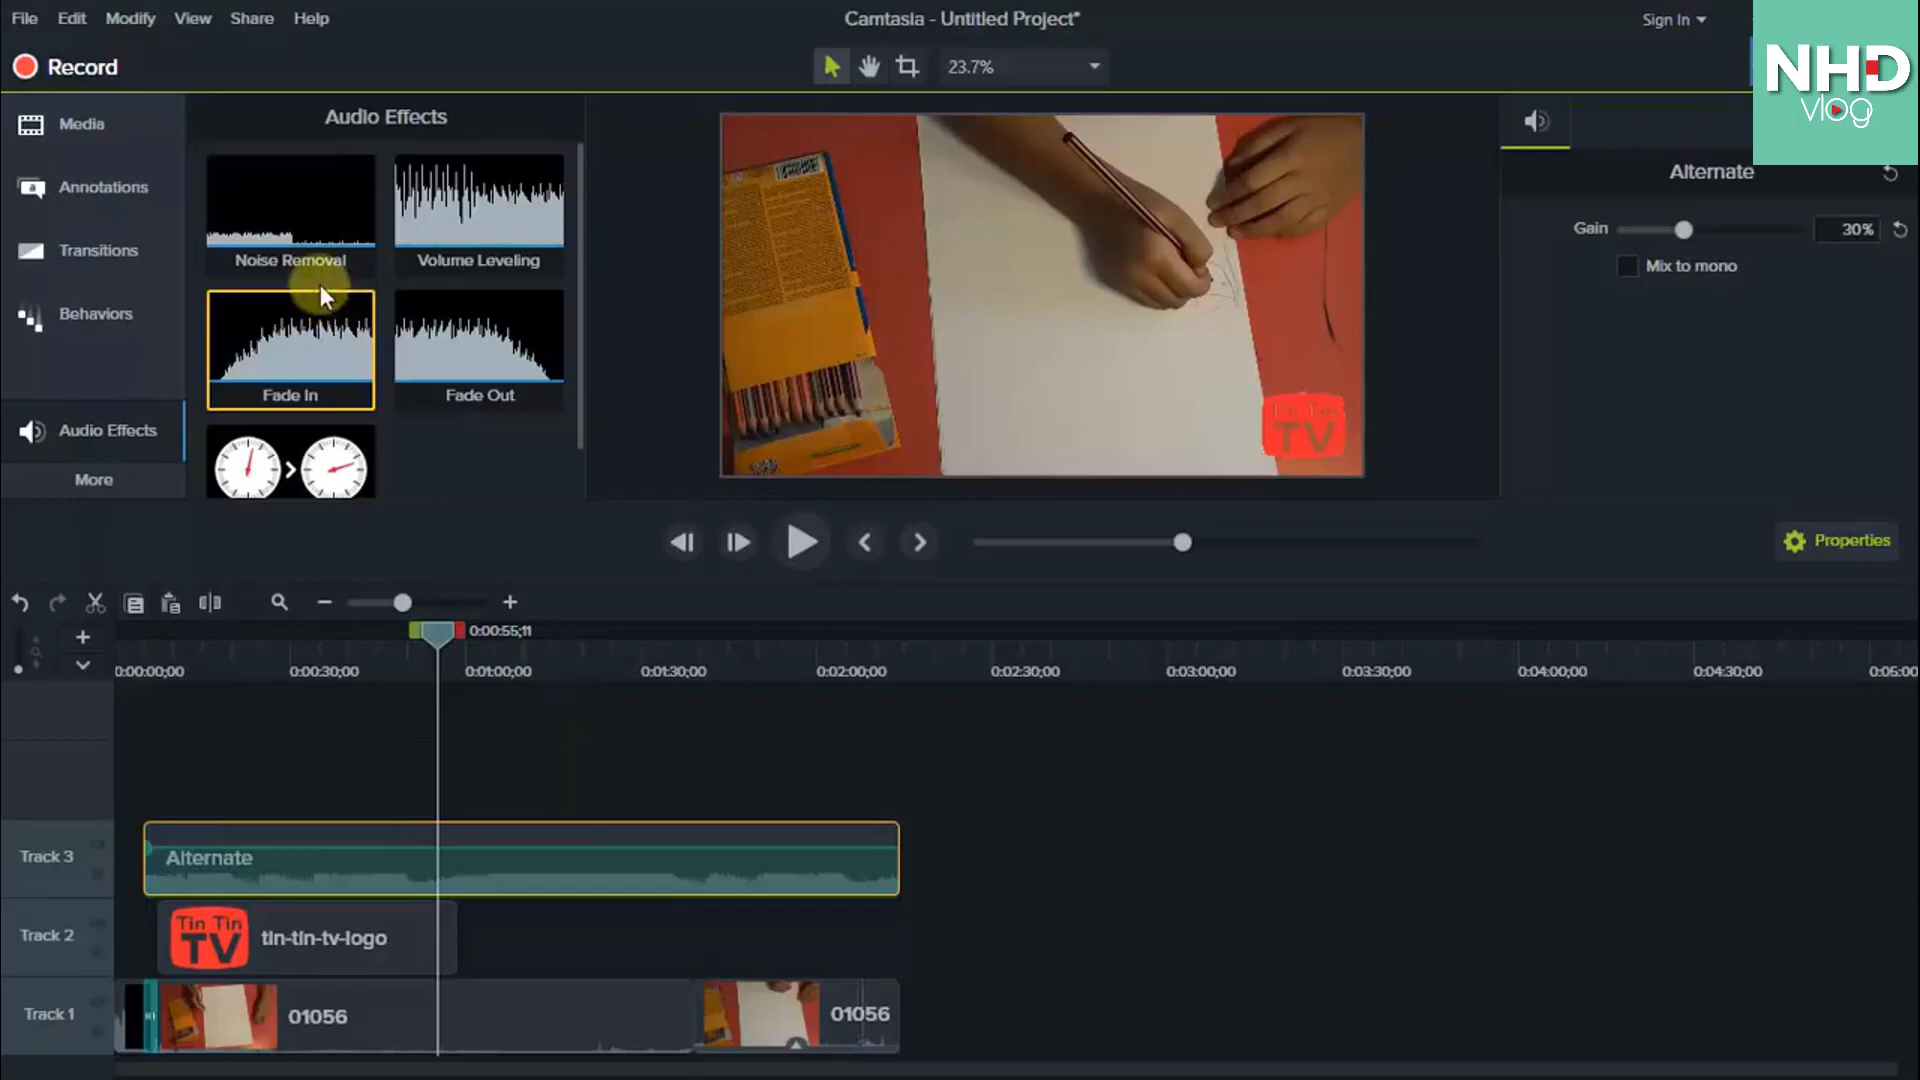 File Edit Modify View Share Help
Camtasia - Untitled Project*
Sign In
NHD
vlog
Record
23.7%
Media
Annotations
Transitions
Behaviors
Audio Effects
More
Audio Effects
Noise Removal
Volume Leveling
Fade In
Fade Out
Tin Tin
TV
Alternate
Gain
30%
Mix to mono
Properties
0:00:55;11
0:00:00;00 0:00:30;00 0:01:00;00 0:01:30;00 0:02:00;00 0:02:30;00 0:03:00;00 0:03:30;00 0:04:00;00 0:04:30;00 0:05:00
Track 3
Alternate
Track 2
Tin Tin
TV
tin-tin-tv-logo
Track 1
01056
01056